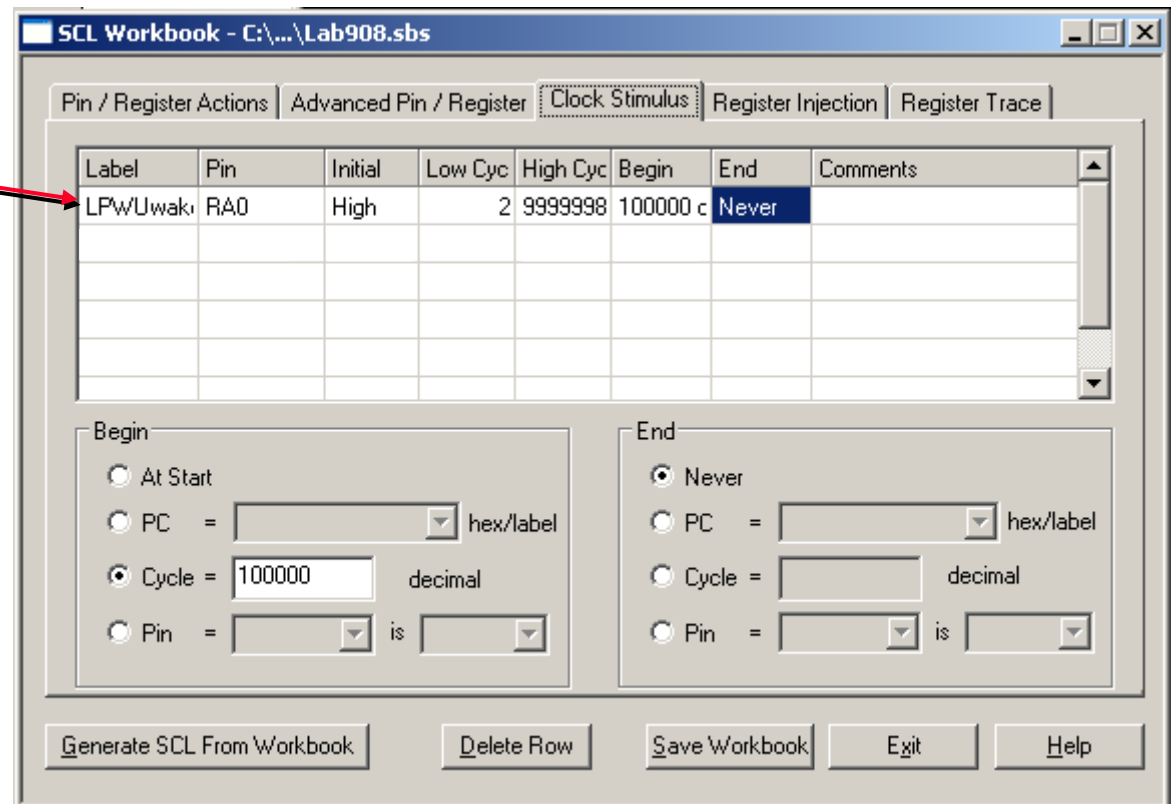 SCL Workbook - C:\...\Lab908.sbs
Pin / Register Actions Advanced Pin / Register Clock Stimulus Register Injection Register Trace
Label Pin Initial Low Cyc High Cyc Begin End Comments
RA0 High 2 9999998 100000 c Never
Begin End
At Start Never
PC = hex/label PC = hex/label
Cycle = 100000 decimal Cycle = decimal
Pin = is Pin = is
Generate SCL From Workbook Delete Row Save Workbook Exit Help